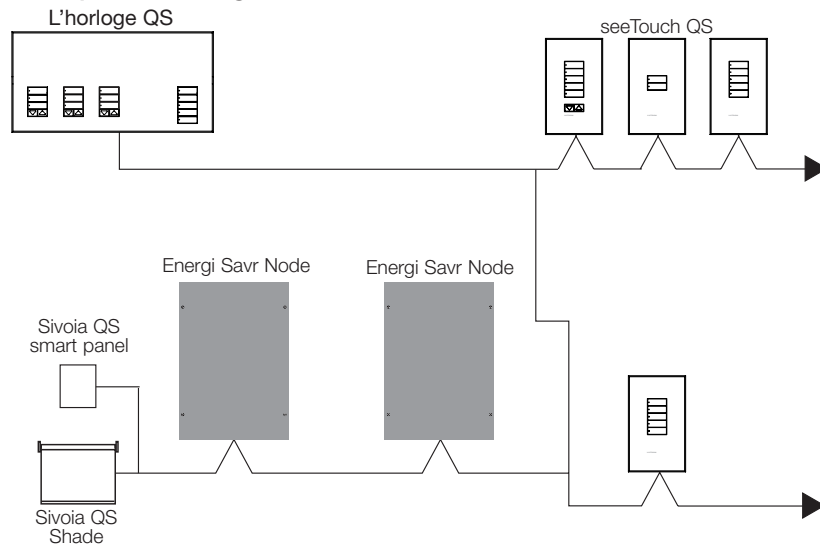 L'horloge QS
seeTouch QS
Energi Savr Node
Energi Savr Node
Sivoia QS
smart panel
Sivoia QS
Shade